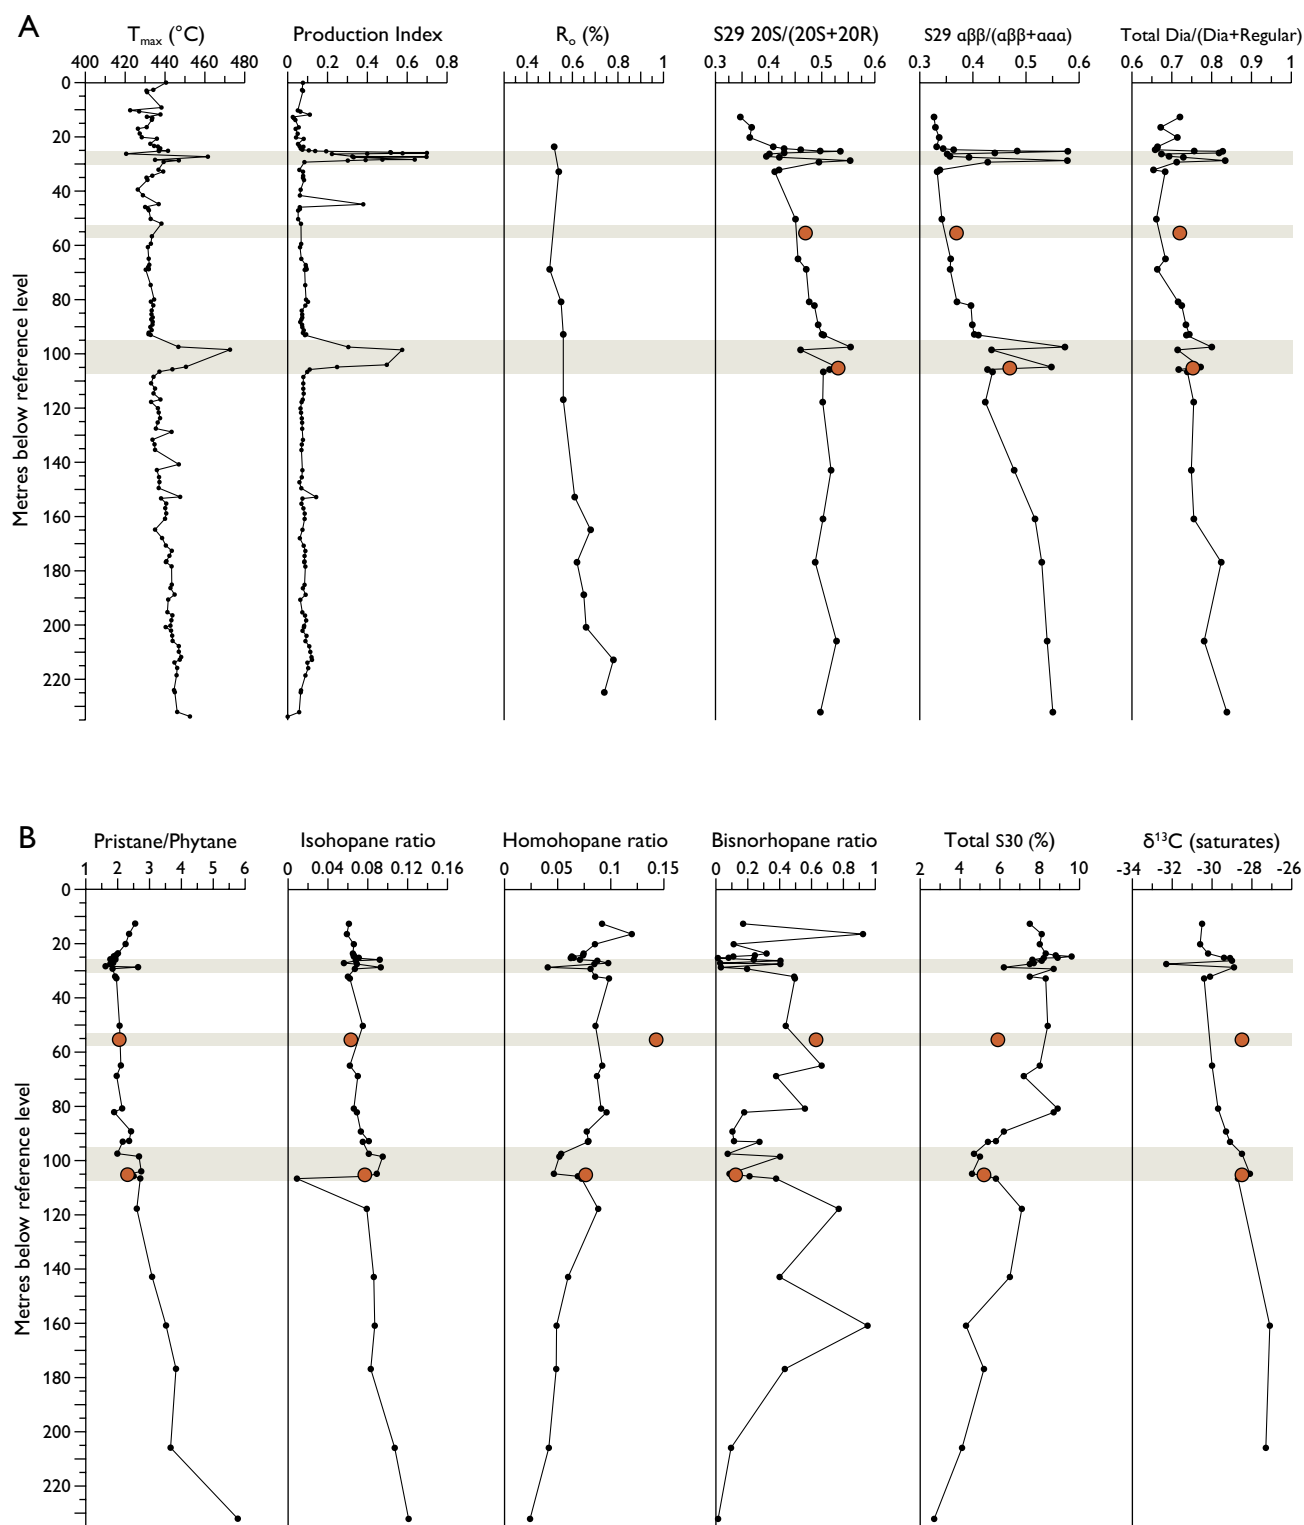 A
Tmax (°C)
Production Index
Ro (%)
S29 20S/(20S+20R)
S29 αββ/(αββ+ααα)
Total Dia/(Dia+Regular)
400 420 440 460 480
0 0.2 0.4 0.6 0.8
0.4 0.6 0.8 1
0.3 0.4 0.5 0.6
0.3 0.4 0.5 0.6
0.6 0.7 0.8 0.9 1
0
20
40
60
80
100
120
140
160
180
200
220
Metres below reference level
B
Pristane/Phytane
Isohopane ratio
Homohopane ratio
Bisnorhopane ratio
Total S30 (%)
δ13C (saturates)
1 2 3 4 5 6
0 0.04 0.08 0.12 0.16
0 0.05 0.1 0.15
0 0.2 0.4 0.6 0.8 1
2 4 6 8 10
-34 -32 -30 -28 -26
0
20
40
60
80
100
120
140
160
180
200
220
Metres below reference level